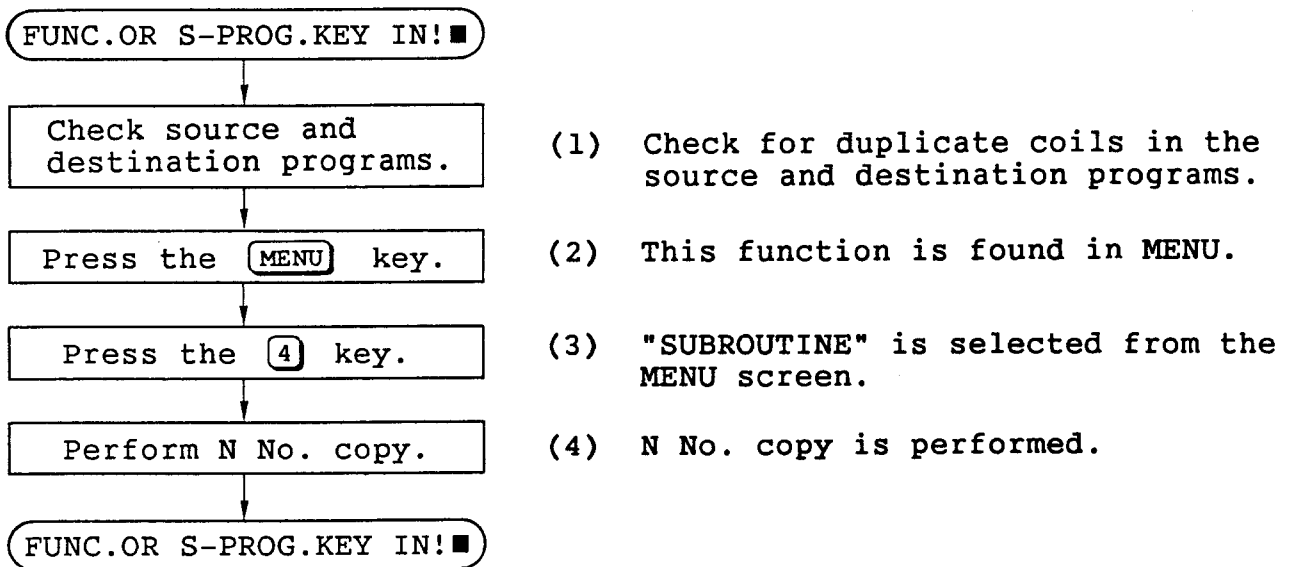 FUNC.OR S-PROG.KEY IN!■
Check source and
destination programs.
(1) Check for duplicate coils in the
source and destination programs.
Press the MENU key.
(2) This function is found in MENU.
Press the 4 key.
(3) "SUBROUTINE" is selected from the
MENU screen.
Perform N No. copy.
(4) N No. copy is performed.
FUNC.OR S-PROG.KEY IN!■